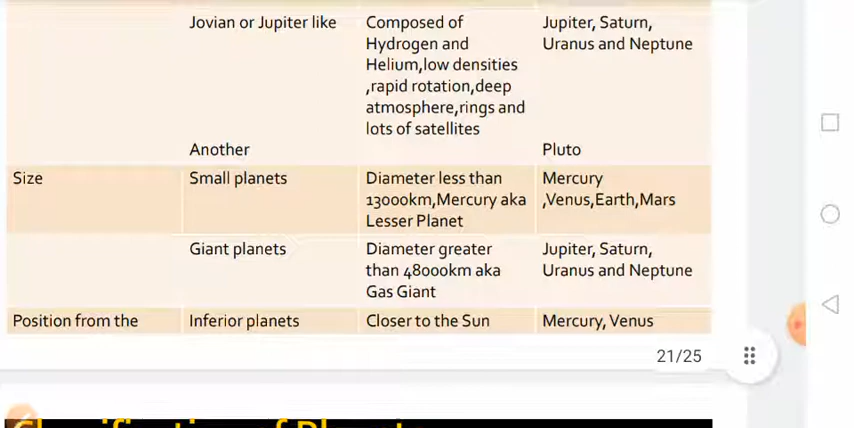 Jovian or Jupiter like
Composed of
Hydrogen and
Helium,low densities
,rapid rotation,deep
atmosphere,rings and
lots of satellites
Jupiter, Saturn,
Uranus and Neptune
Another
Pluto
Size
Small planets
Diameter less than
13000km,Mercury aka
Lesser Planet
Mercury
,Venus,Earth,Mars
Giant planets
Diameter greater
than 48000km aka
Gas Giant
Jupiter, Saturn,
Uranus and Neptune
Position from the
Inferior planets
Closer to the Sun
Mercury, Venus
21/25